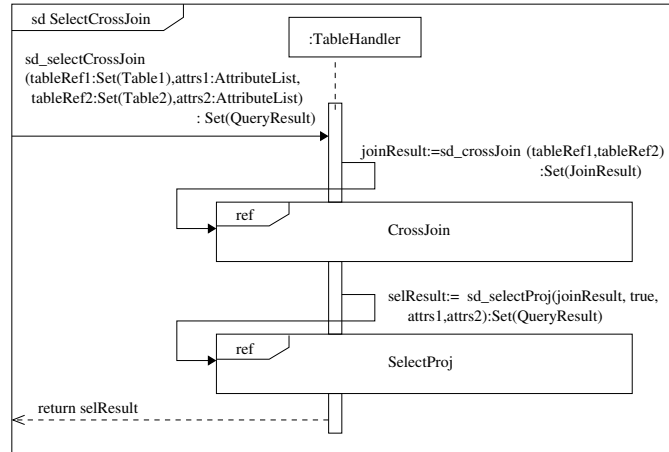 sd SelectCrossJoin
:TableHandler
sd_selectCrossJoin
(tableRef1:Set(Table1),attrs1:AttributeList,
tableRef2:Set(Table2),attrs2:AttributeList)
: Set(QueryResult)
joinResult:=sd_crossJoin (tableRef1,tableRef2)
:Set(JoinResult)
ref
CrossJoin
selResult:= sd_selectProj(joinResult, true,
attrs1,attrs2):Set(QueryResult)
ref
SelectProj
return selResult